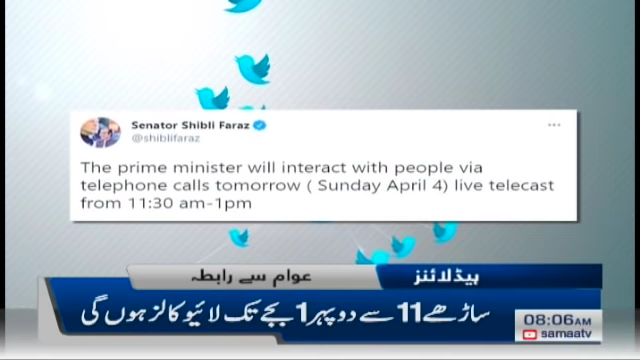 Senator Shibli Faraz
@shiblifaraz
The prime minister will interact with people via
telephone calls tomorrow ( Sunday April 4) live telecast
from 11:30 am-1pm
ہیڈلائنز
عوام سے رابطہ
ساڑھے 11 سے دوپہر 1 بجے تک لائیو کالز ہوں گی
08:06AM
samaatv